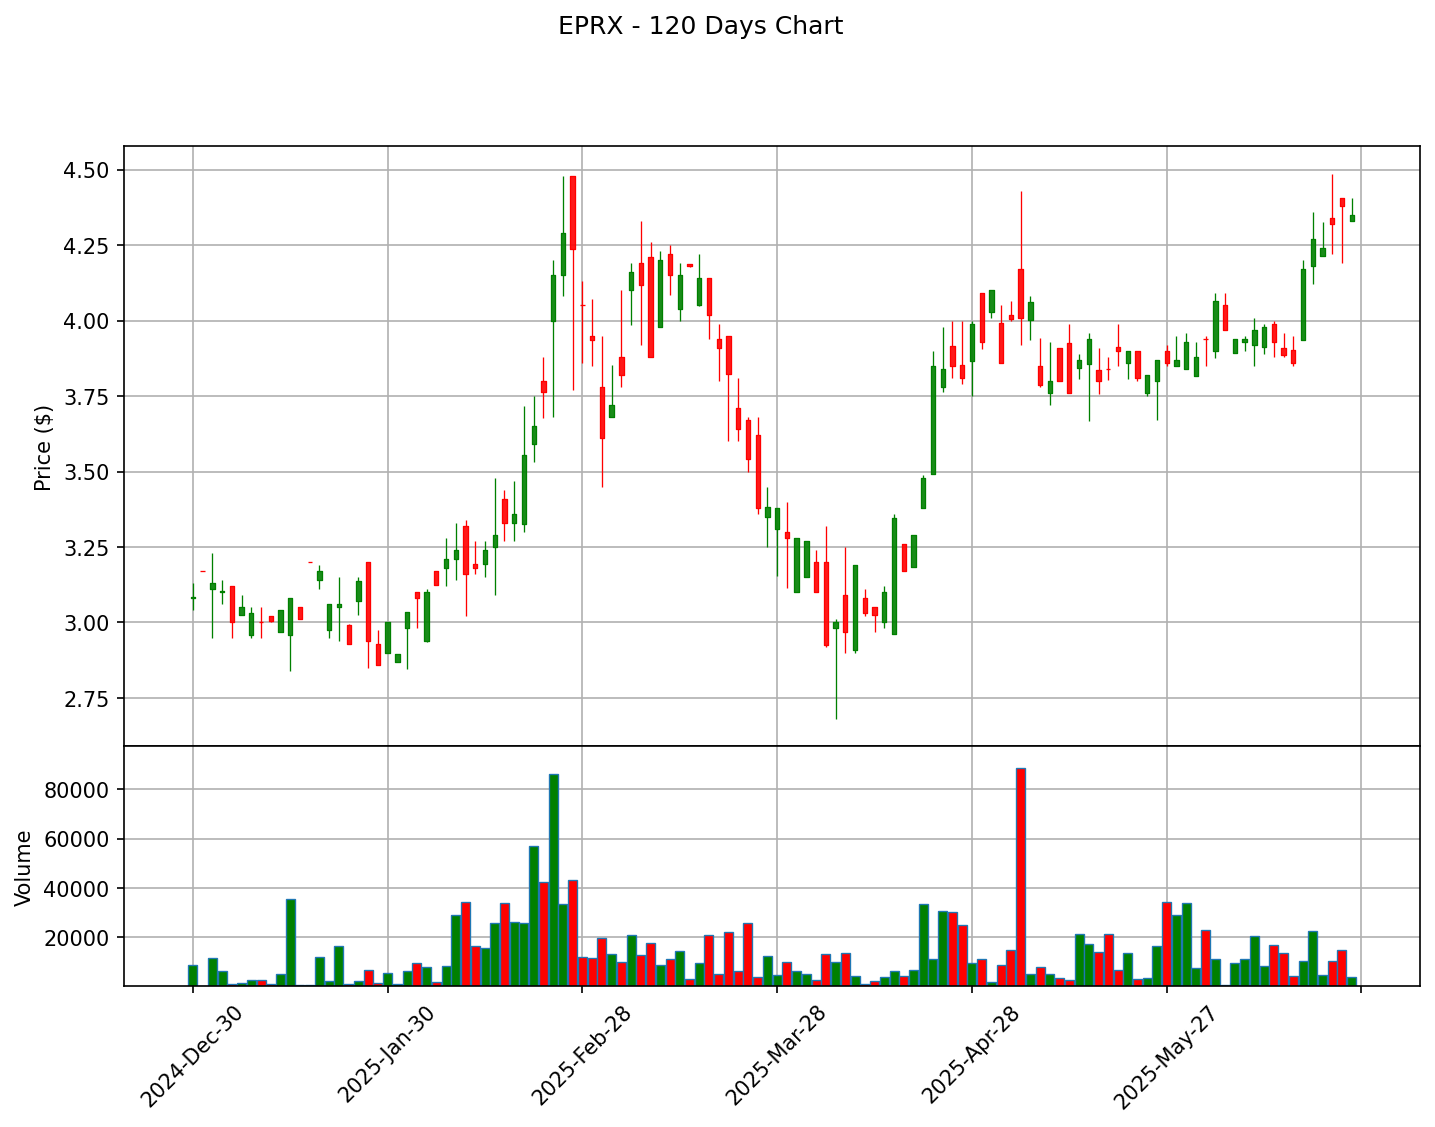 EPRX - 120 Days Chart
4.50
4.25
4.00
3.75
3.50
3.25
3.00
2.75
Price ($)
80000
60000
40000
20000
Volume
2024-Dec-30
2025-Jan-30
2025-Feb-28
2025-Mar-28
2025-Apr-28
2025-May-27